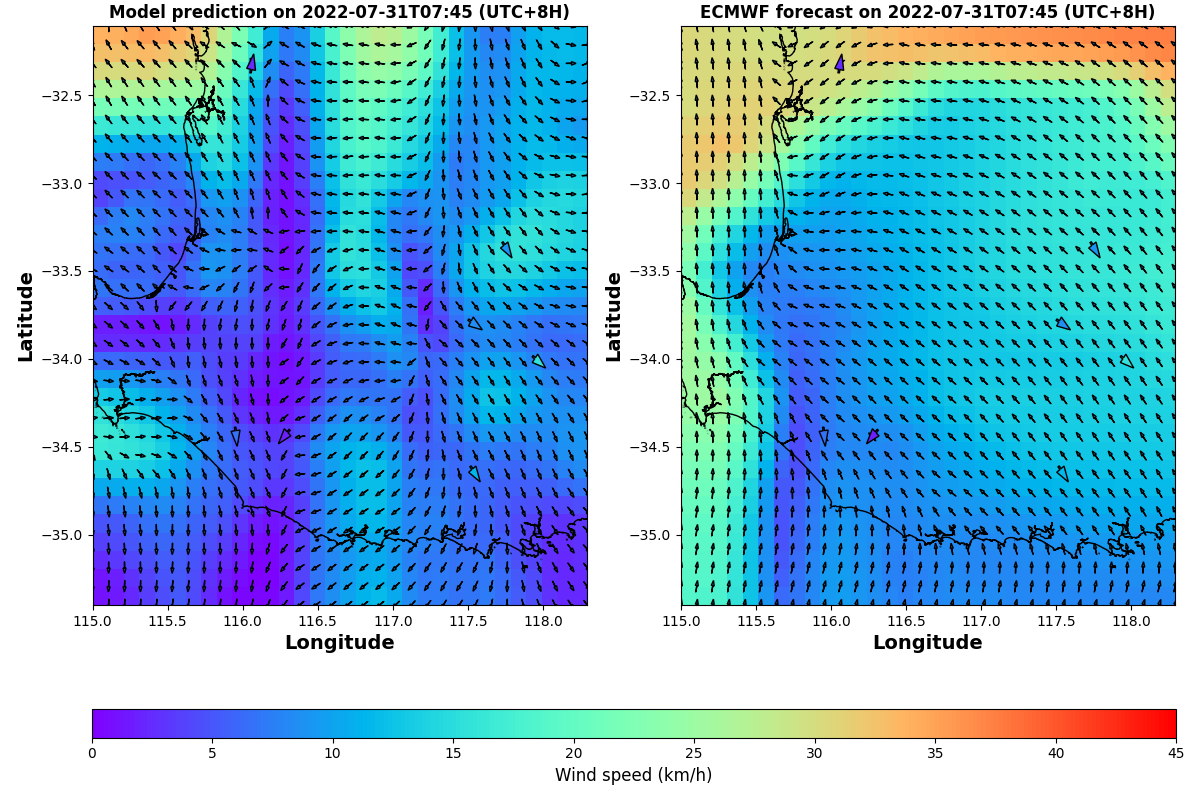 Model prediction on 2022-07-31T07:45 (UTC+8H)
ECMWF forecast on 2022-07-31T07:45 (UTC+8H)
Latitude
−32.5
−33.0
−33.5
−34.0
−34.5
−35.0
115.0 115.5 116.0 116.5 117.0 117.5 118.0
Longitude
Latitude
−32.5
−33.0
−33.5
−34.0
−34.5
−35.0
115.0 115.5 116.0 116.5 117.0 117.5 118.0
Longitude
0 5 10 15 20 25 30 35 40 45
Wind speed (km/h)